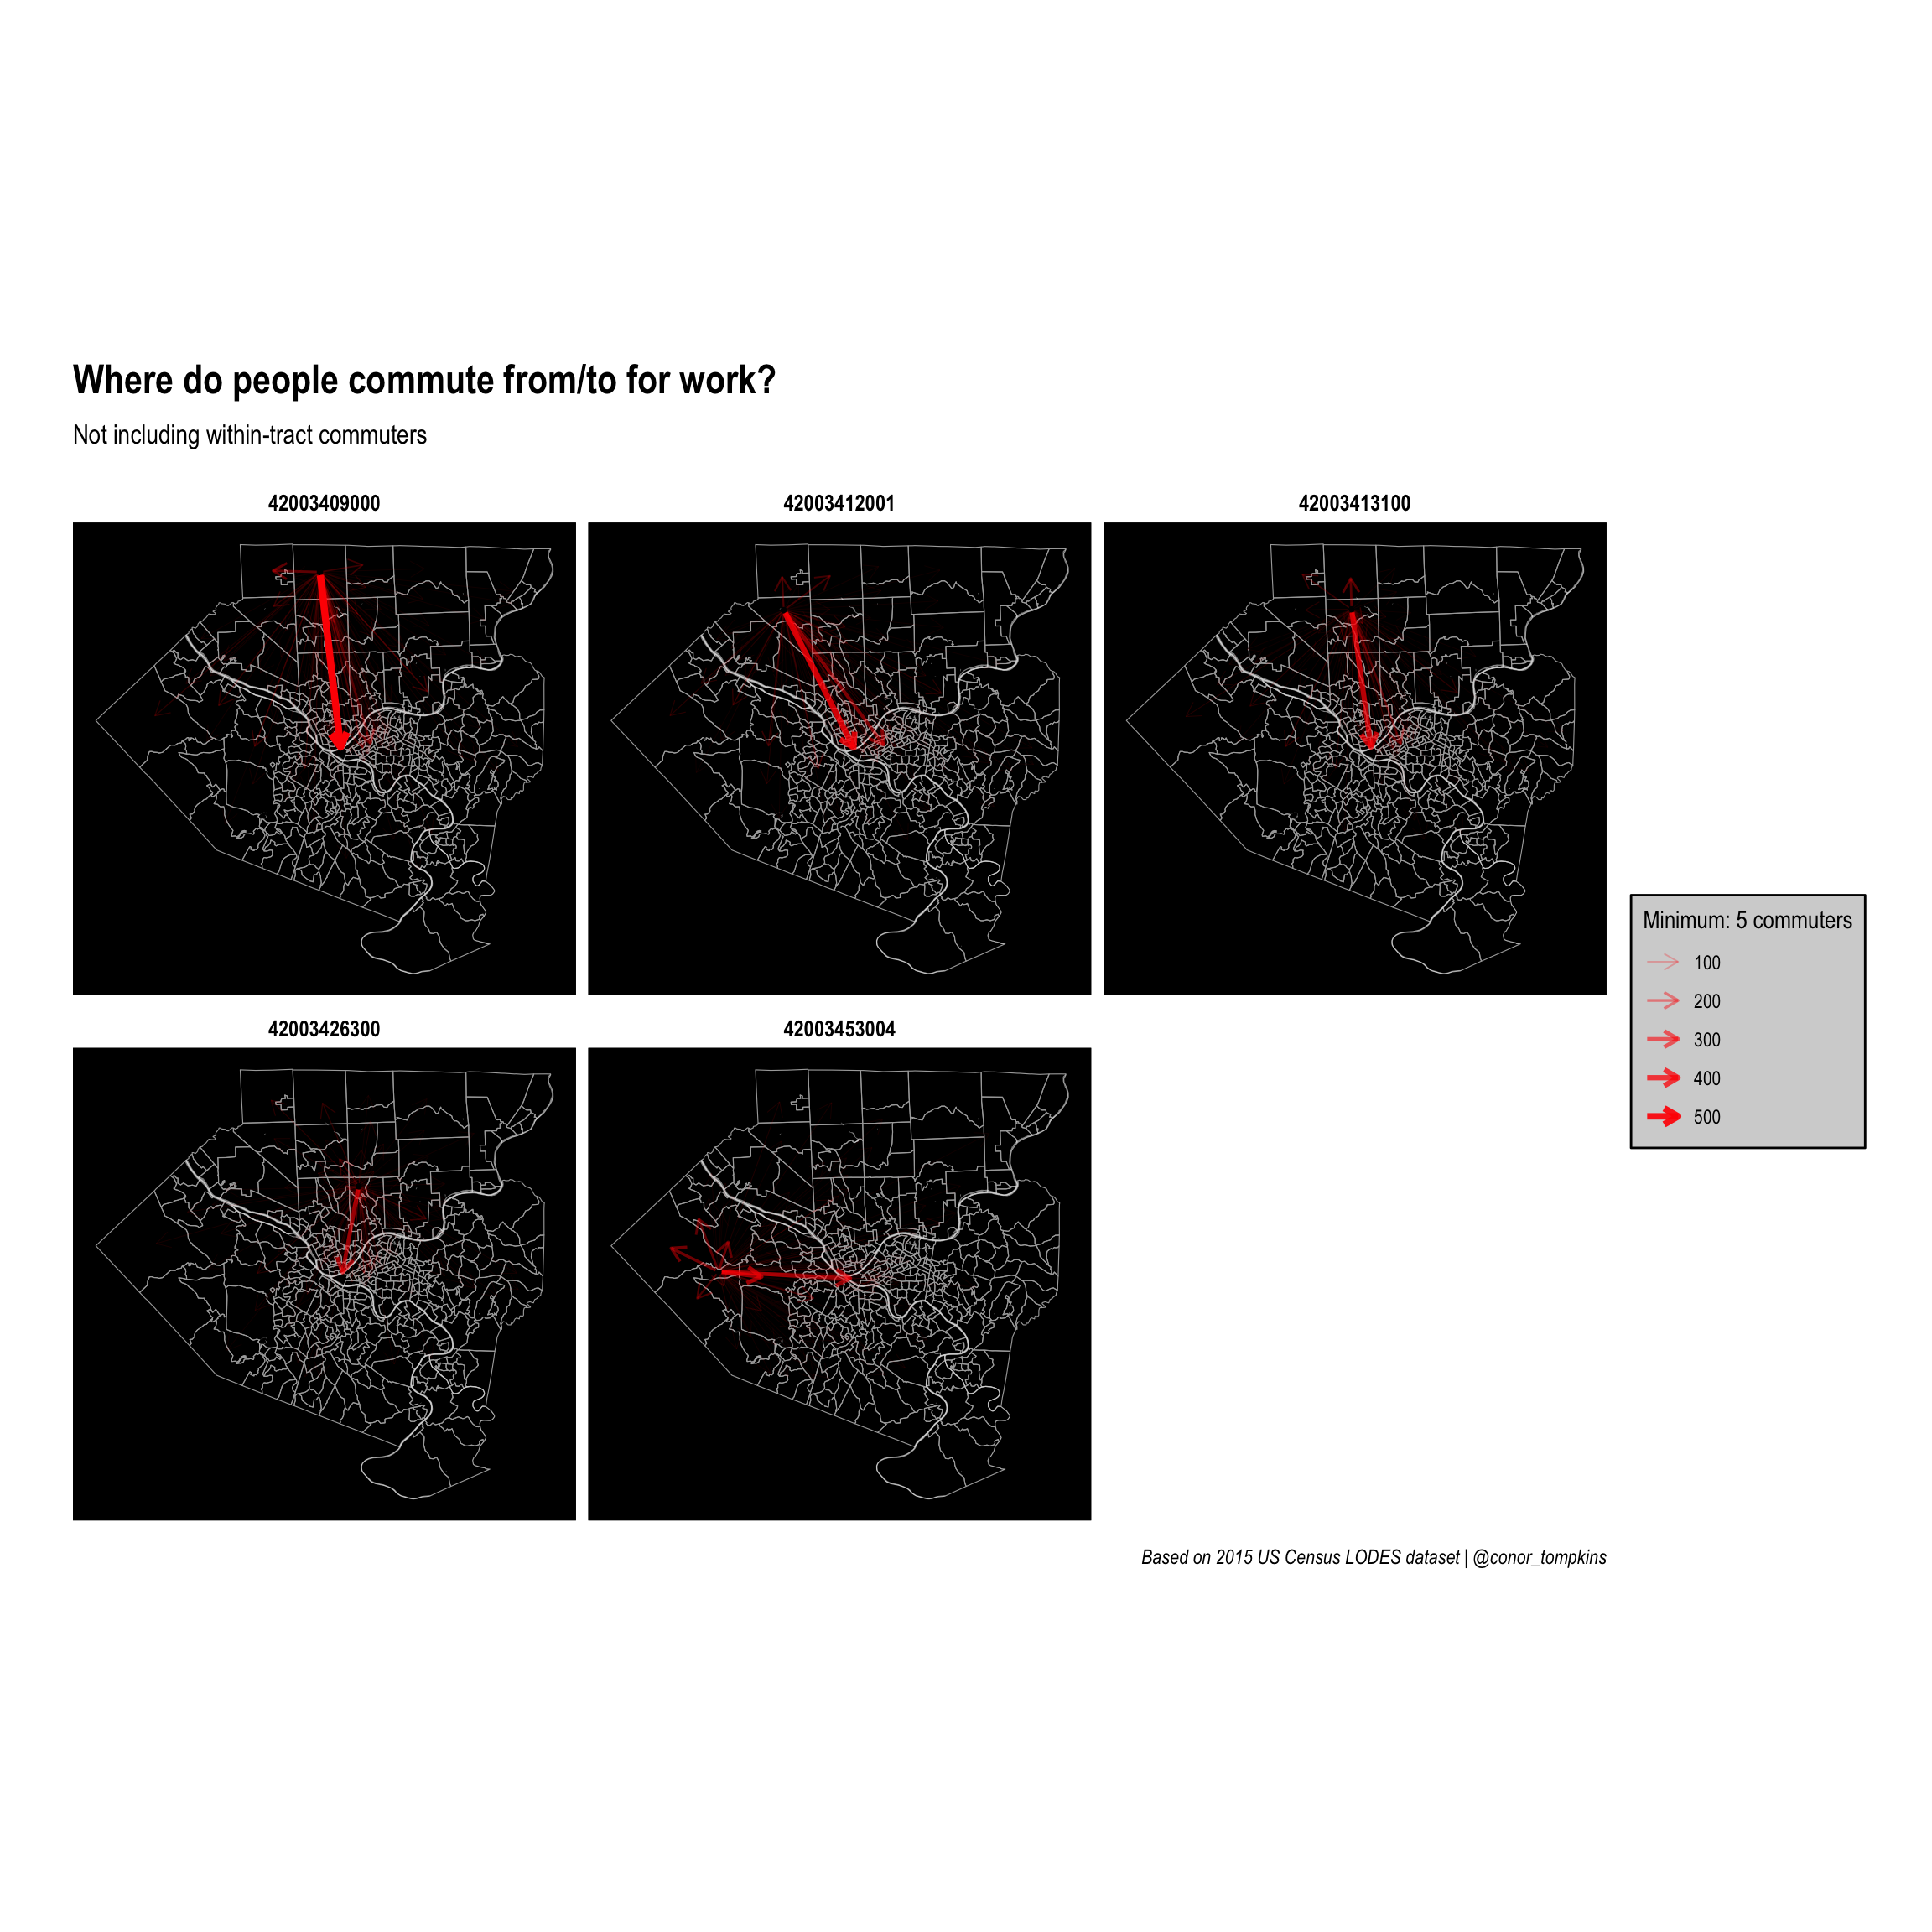 Where do people commute from/to for work?
Not including within-tract commuters
42003409000
42003412001
42003413100
42003426300
42003453004
Minimum: 5 commuters
100
200
300
400
500
Based on 2015 US Census LODES dataset | @conor_tompkins